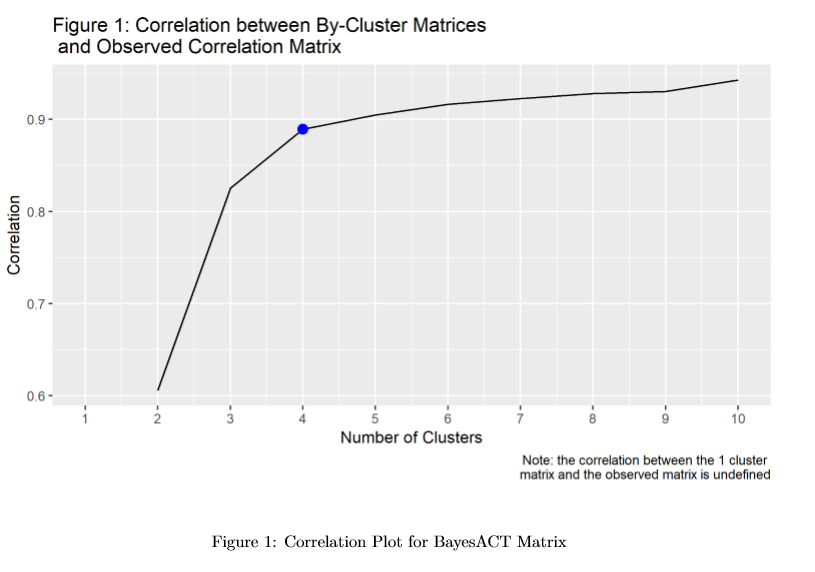 Figure 1: Correlation between By-Cluster Matrices
and Observed Correlation Matrix
0.9
0.8
0.7
0.6
Correlation
1 2 3 4 5 6 7 8 9 10
Number of Clusters
Note: the correlation between the 1 cluster
matrix and the observed matrix is undefined
Figure 1: Correlation Plot for BayesACT Matrix